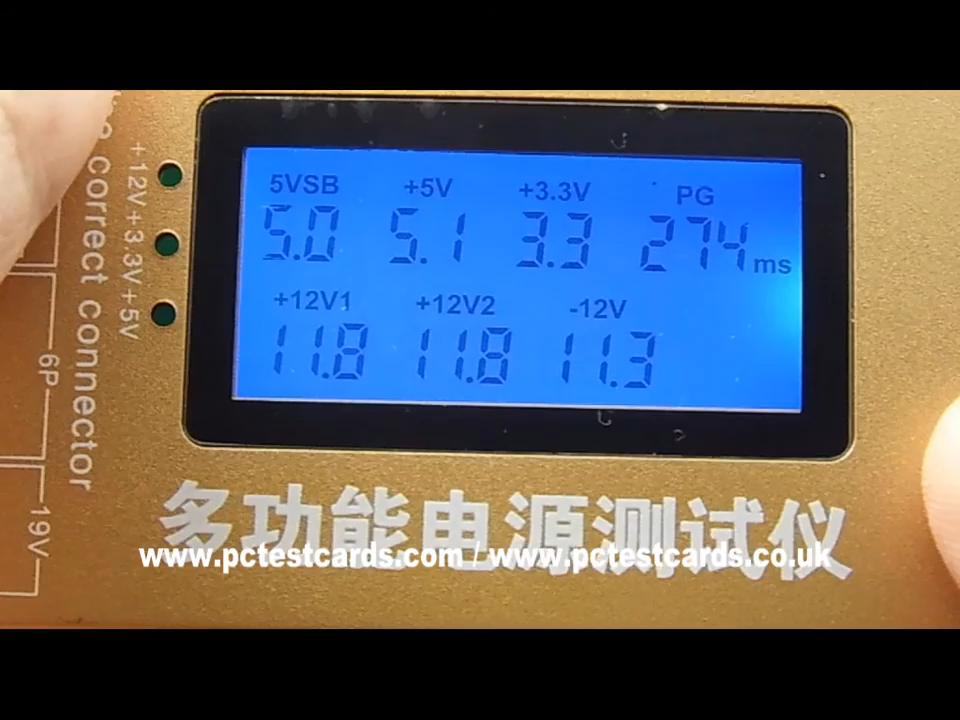 5VSB +5V +3.3V PG
5.0 5.1 3.3 274 ms
+12V1 +12V2 -12V
11.8 11.8 11.3
+12V +3.3V +5V
correct connector
6P
19V
多功能电源测试仪
www.pctestcards.com / www.pctestcards.co.uk